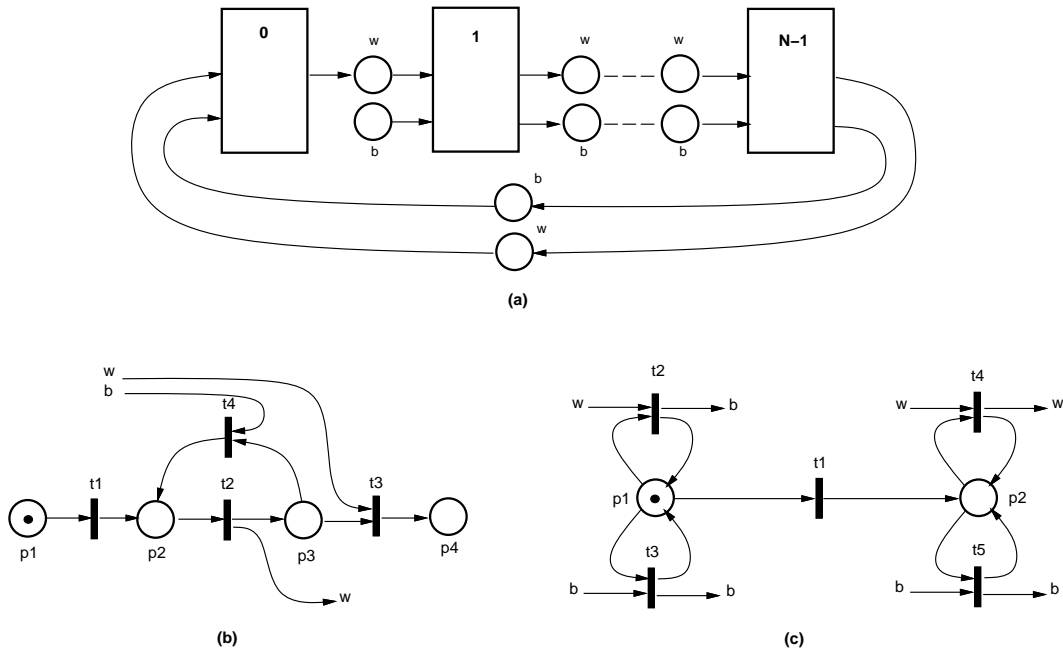 0 w 1 w w N–1
b b b
b
w
(a)
w
b
t4
t1 t2 t3
p1 p2 p3 p4
w
(b)
t2 t4
w b w w
t1
p1 p2
t3 t5
b b b b
(c)